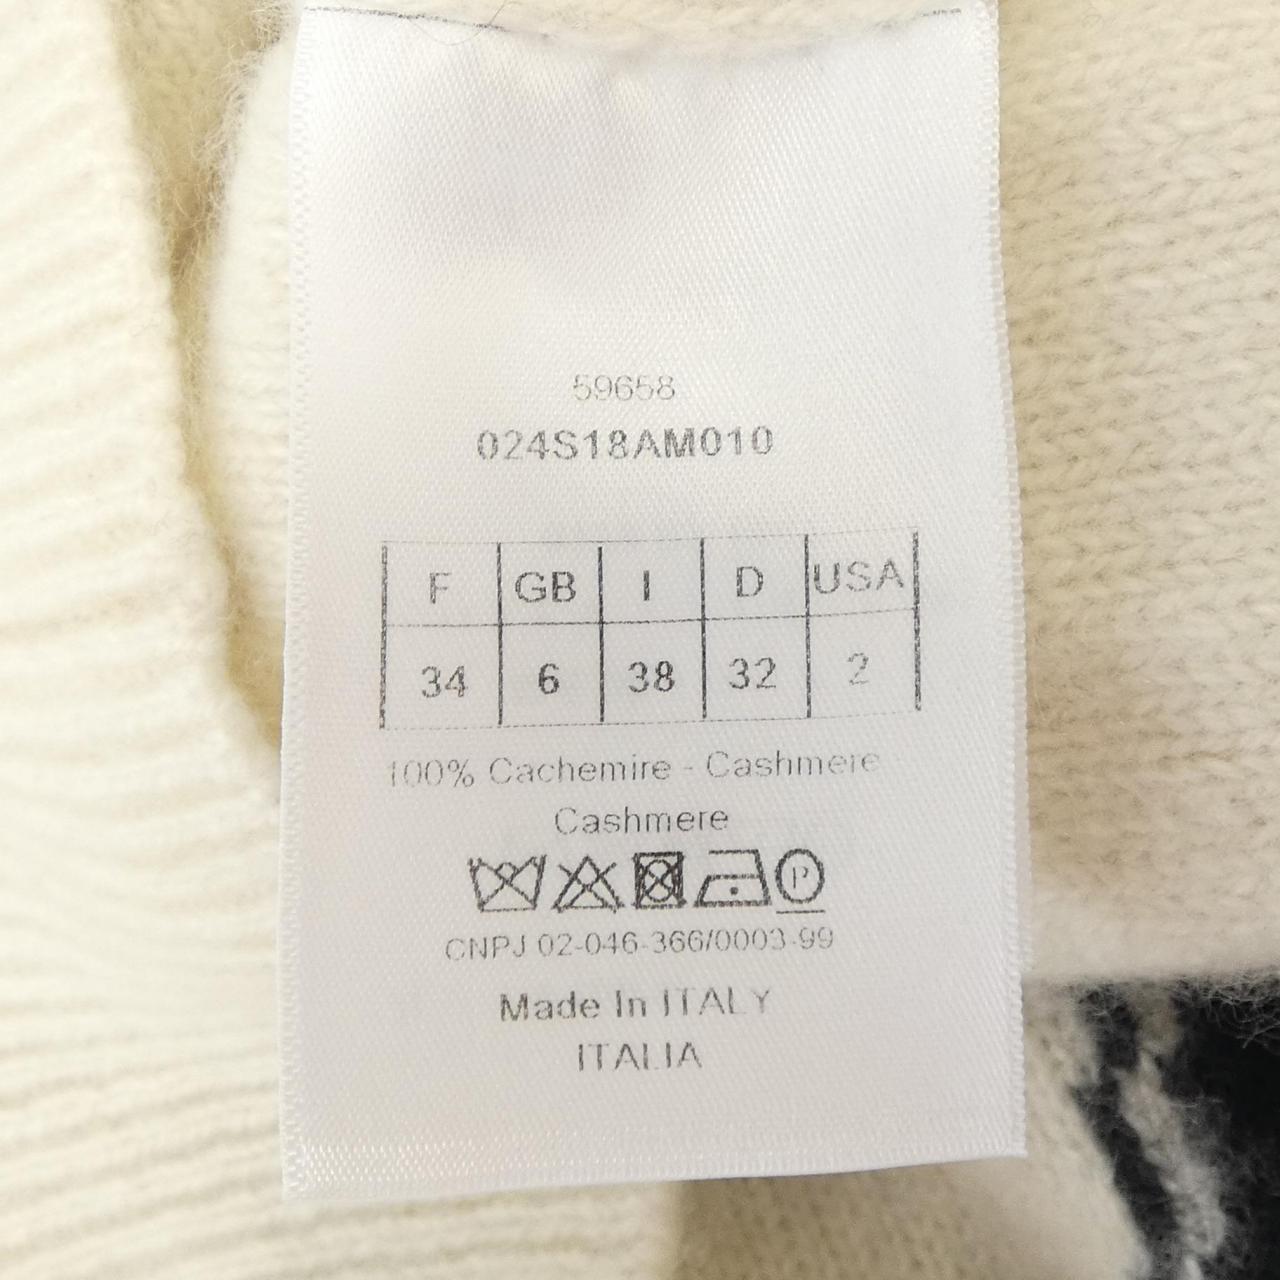 59658
024S18AM010
F GB I D USA
34 6 38 32 2
100% Cachemire - Cashmere
Cashmere
P
CNPJ 02-046-366/0003-99
Made In ITALY
ITALIA